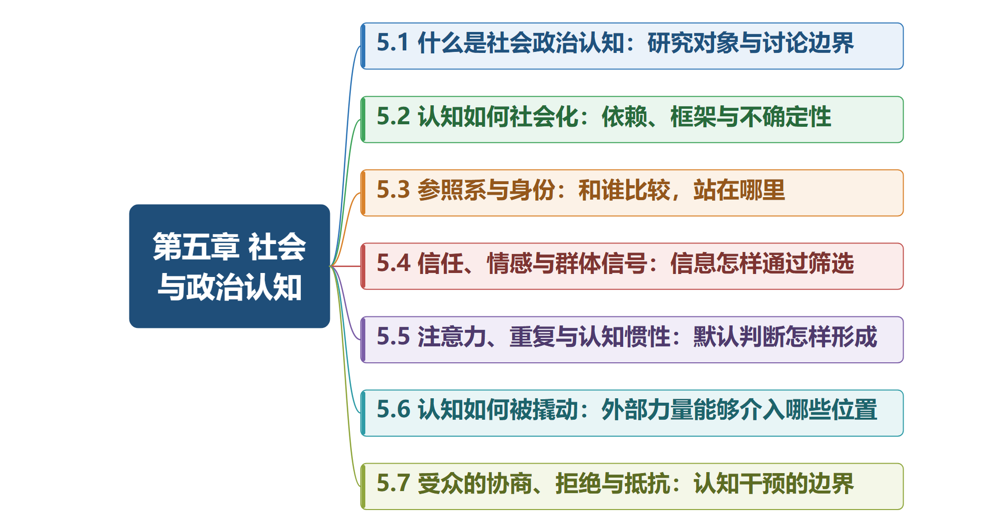 第五章 社会
与政治认知
5.1 什么是社会政治认知：研究对象与讨论边界
5.2 认知如何社会化：依赖、框架与不确定性
5.3 参照系与身份：和谁比较，站在哪里
5.4 信任、情感与群体信号：信息怎样通过筛选
5.5 注意力、重复与认知惯性：默认判断怎样形成
5.6 认知如何被撬动：外部力量能够介入哪些位置
5.7 受众的协商、拒绝与抵抗：认知干预的边界